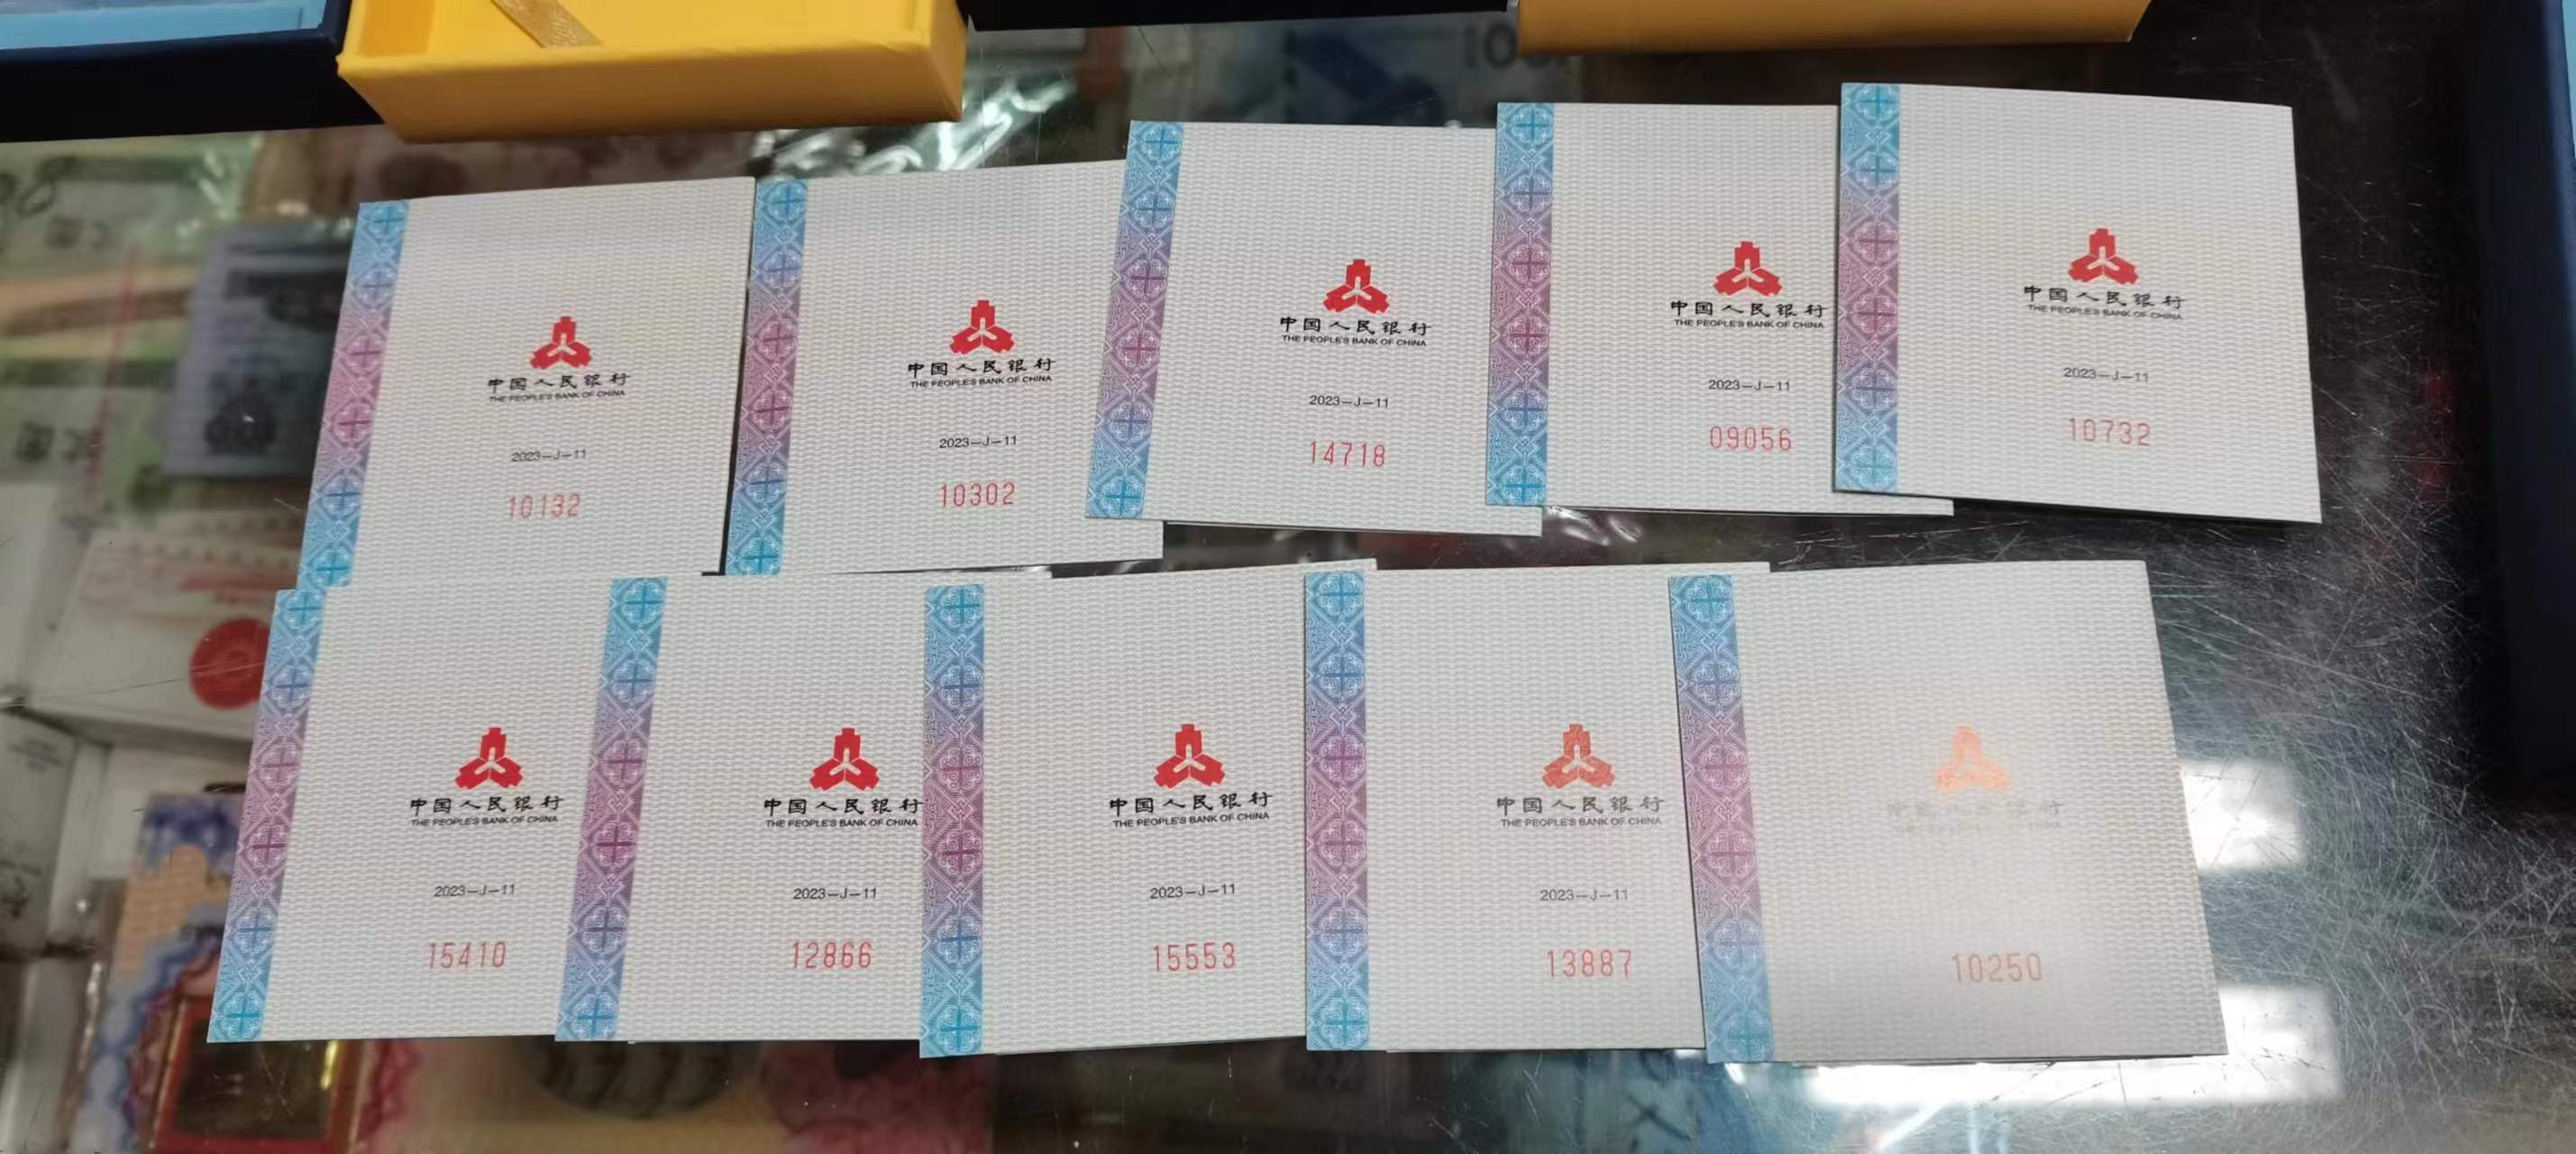 中国人民银行
THE PEOPLE'S BANK OF CHINA
2023-J-11
10132
中国人民银行
THE PEOPLE'S BANK OF CHINA
2023-J-11
10302
中国人民银行
THE PEOPLE'S BANK OF CHINA
2023-J-11
14718
中国人民银行
THE PEOPLE'S BANK OF CHINA
2023-J-11
09056
中国人民银行
THE PEOPLE'S BANK OF CHINA
2023-J-11
10732
中国人民银行
THE PEOPLE'S BANK OF CHINA
2023-J-11
15410
中国人民银行
THE PEOPLE'S BANK OF CHINA
2023-J-11
12866
中国人民银行
THE PEOPLE'S BANK OF CHINA
2023-J-11
15553
中国人民银行
THE PEOPLE'S BANK OF CHINA
2023-J-11
13887
行
10250